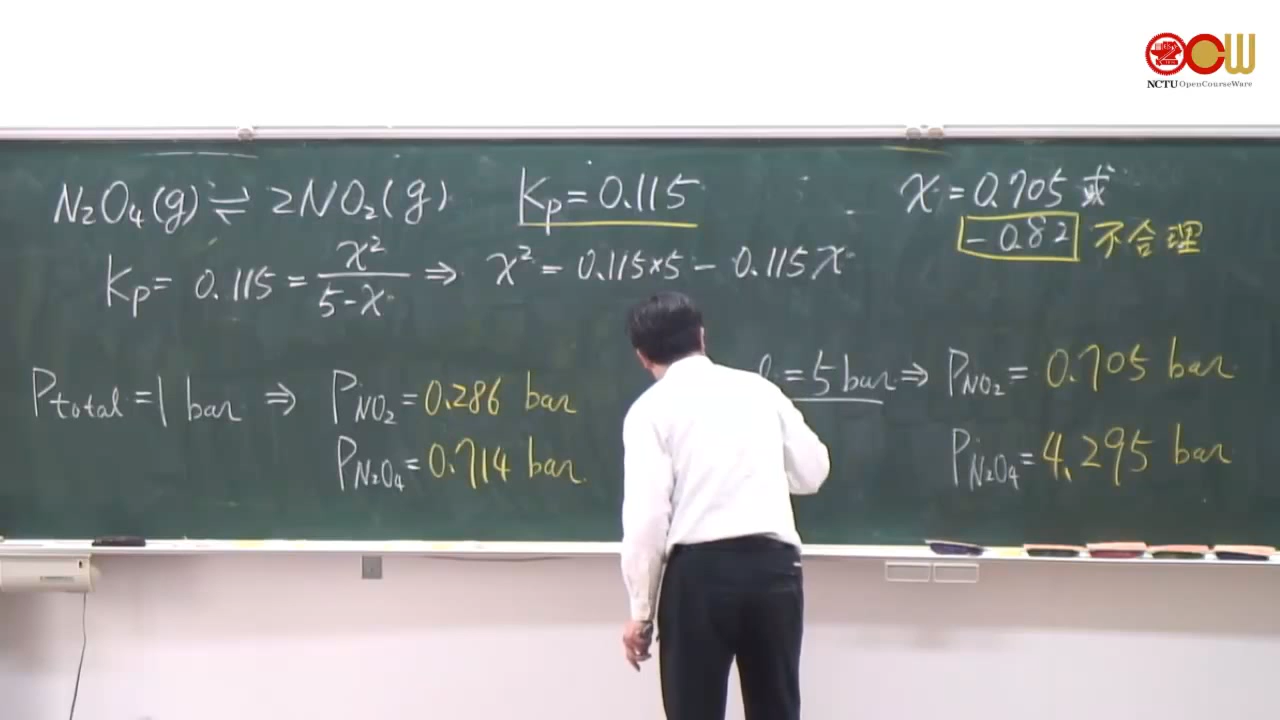 NCTU OpenCourseWare
N₂O₄(g) ⇌ 2NO₂(g) Kp = 0.115
x = 0.705 或
-0.82 不合理
Kp = 0.115 = x²/(5-x) ⇒ x² = 0.115×5 - 0.115x
Ptotal = 1 bar ⇒ PNO₂ = 0.286 bar
PN₂O₄ = 0.714 bar
= 5 bar ⇒ PNO₂ = 0.705 bar
PN₂O₄ = 4.295 bar